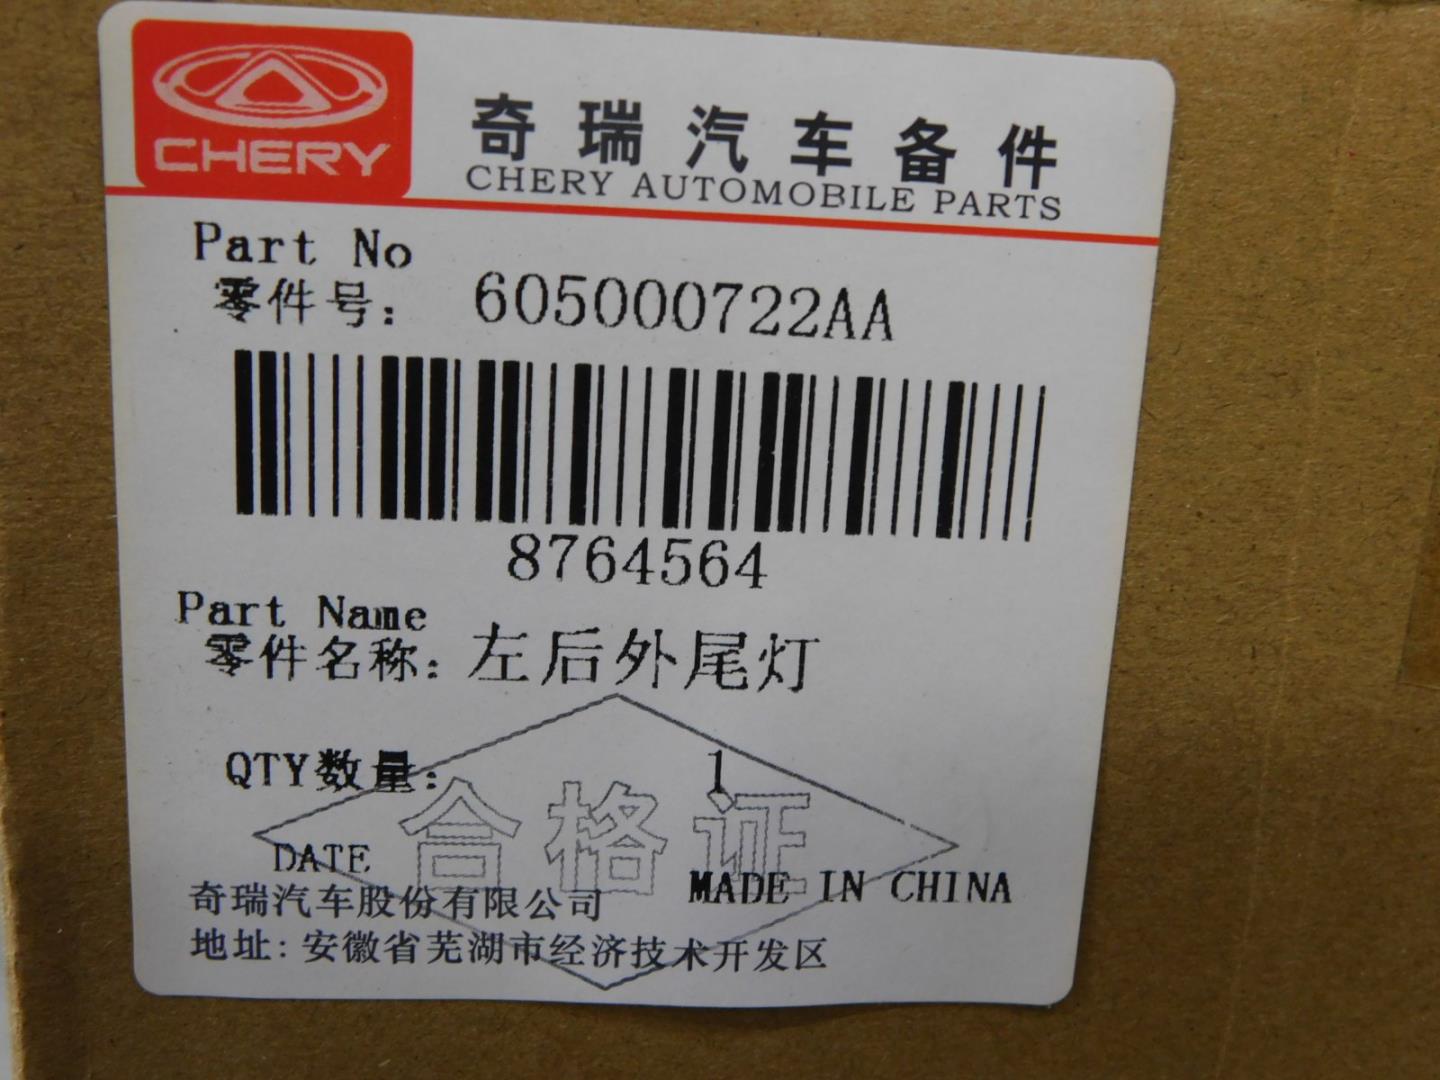 CHERY
奇瑞汽车备件
CHERY AUTOMOBILE PARTS
Part No
零件号: 605000722AA
8764564
Part Name
零件名称: 左后外尾灯
QTY数量: 1
合格证
DATE
MADE IN CHINA
奇瑞汽车股份有限公司
地址: 安徽省芜湖市经济技术开发区